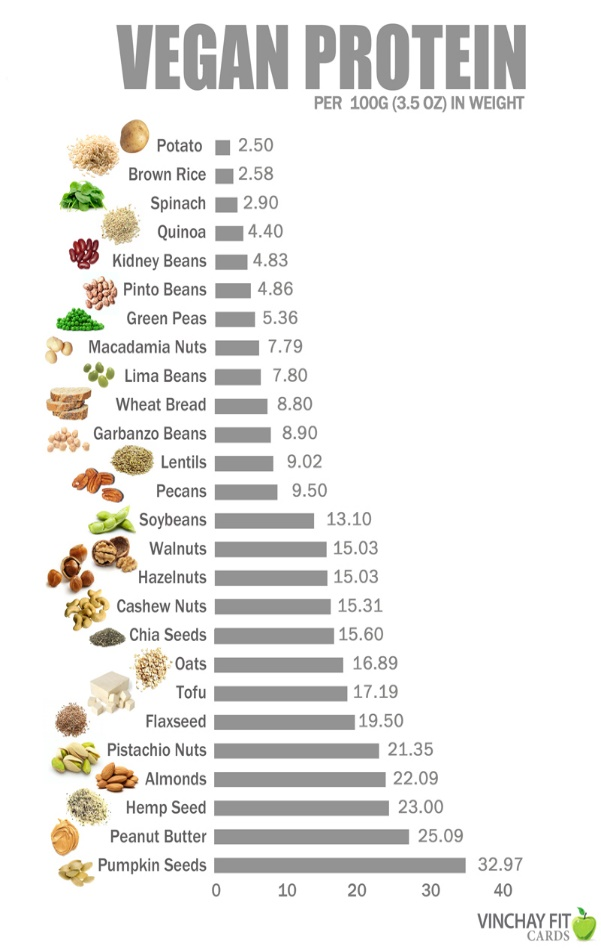 VEGAN PROTEIN
PER 100G (3.5 OZ) IN WEIGHT
Potato 2.50
Brown Rice 2.58
Spinach 2.90
Quinoa 4.40
Kidney Beans 4.83
Pinto Beans 4.86
Green Peas 5.36
Macadamia Nuts 7.79
Lima Beans 7.80
Wheat Bread 8.80
Garbanzo Beans 8.90
Lentils 9.02
Pecans 9.50
Soybeans 13.10
Walnuts 15.03
Hazelnuts 15.03
Cashew Nuts 15.31
Chia Seeds 15.60
Oats 16.89
Tofu 17.19
Flaxseed 19.50
Pistachio Nuts 21.35
Almonds 22.09
Hemp Seed 23.00
Peanut Butter 25.09
Pumpkin Seeds 32.97
0 10 20 30 40
VINCHAY FIT
CARDS